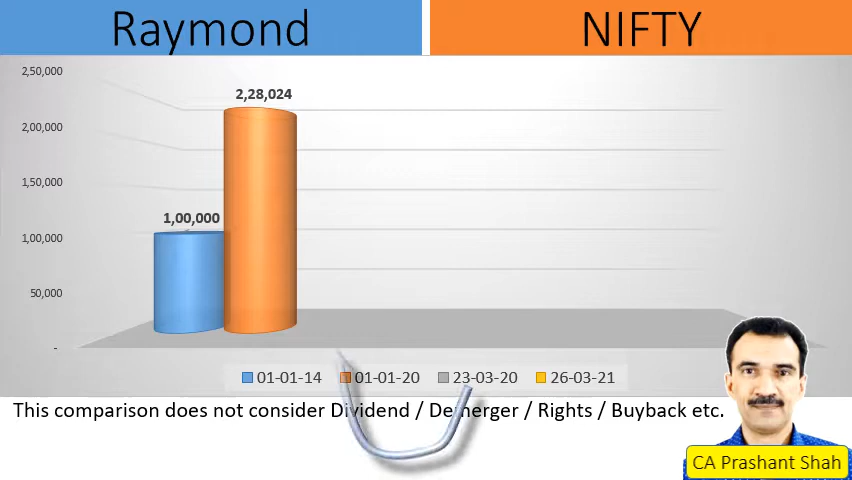 Raymond NIFTY
2,50,000
2,28,024
2,00,000
1,50,000
1,00,000
1,00,000
50,000
-
01-01-14 01-01-20 23-03-20 26-03-21
This comparison does not consider Dividend / Demerger / Rights / Buyback etc.
CA Prashant Shah